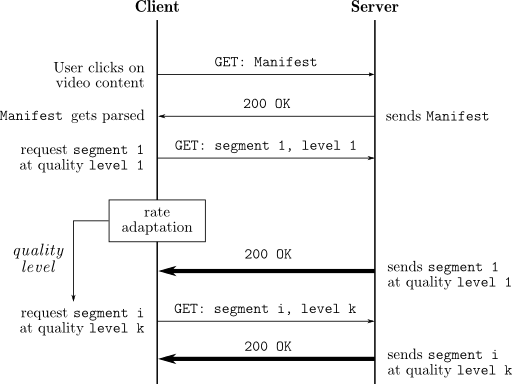 Client
Server
User clicks on
video content
GET: Manifest
Manifest gets parsed
200 OK
sends Manifest
request segment 1
at quality level 1
GET: segment 1, level 1
rate
adaptation
quality
level
200 OK
sends segment 1
at quality level 1
request segment i
at quality level k
GET: segment i, level k
200 OK
sends segment i
at quality level k